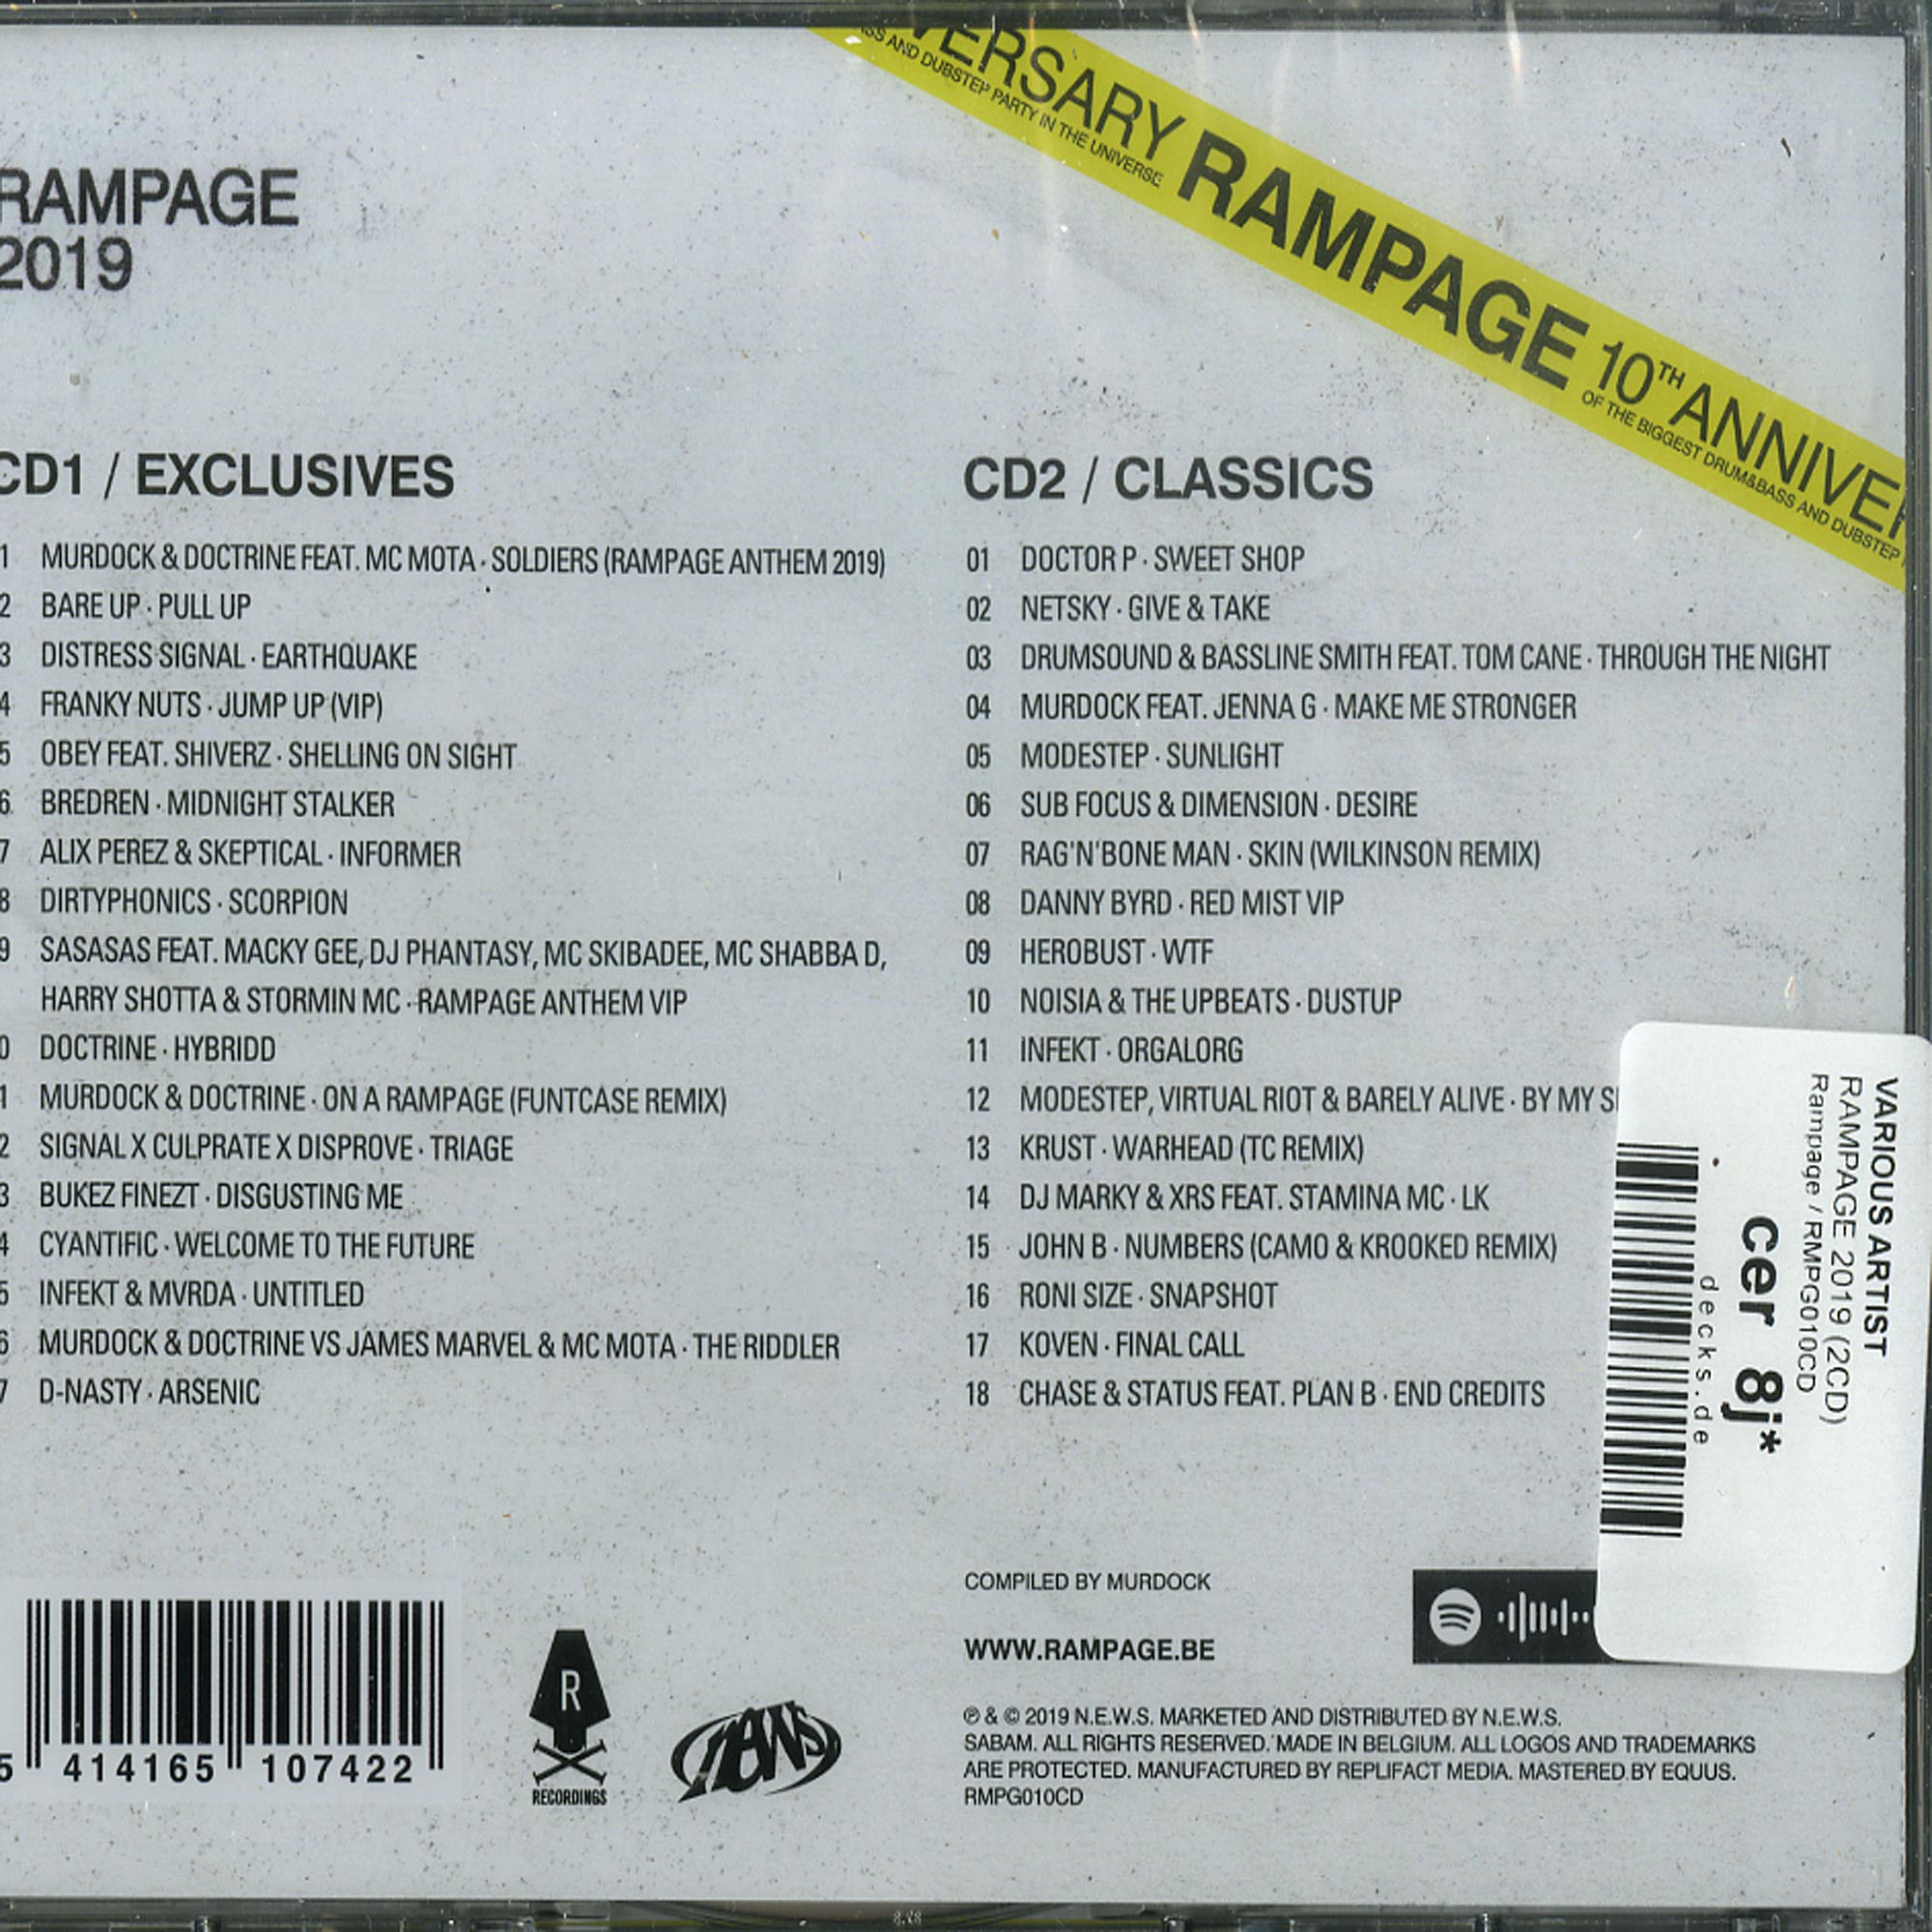 VERSARY RAMPAGE 10TH ANNIVE
ASS AND DUBSTEP PARTY IN THE UNIVERSE
OF THE BIGGEST DRUM&BASS AND DUBSTEP
RAMPAGE
2019
CD1 / EXCLUSIVES
1 MURDOCK & DOCTRINE FEAT. MC MOTA · SOLDIERS (RAMPAGE ANTHEM 2019)
2 BARE UP · PULL UP
3 DISTRESS SIGNAL · EARTHQUAKE
4 FRANKY NUTS · JUMP UP (VIP)
5 OBEY FEAT. SHIVERZ · SHELLING ON SIGHT
6 BREDREN · MIDNIGHT STALKER
7 ALIX PEREZ & SKEPTICAL · INFORMER
8 DIRTYPHONICS · SCORPION
9 SASASAS FEAT. MACKY GEE, DJ PHANTASY, MC SKIBADEE, MC SHABBA D,
HARRY SHOTTA & STORMIN MC · RAMPAGE ANTHEM VIP
0 DOCTRINE · HYBRIDD
1 MURDOCK & DOCTRINE · ON A RAMPAGE (FUNTCASE REMIX)
2 SIGNAL X CULPRATE X DISPROVE · TRIAGE
3 BUKEZ FINEZT · DISGUSTING ME
4 CYANTIFIC · WELCOME TO THE FUTURE
5 INFEKT & MVRDA · UNTITLED
6 MURDOCK & DOCTRINE VS JAMES MARVEL & MC MOTA · THE RIDDLER
7 D-NASTY · ARSENIC
CD2 / CLASSICS
01 DOCTOR P · SWEET SHOP
02 NETSKY · GIVE & TAKE
03 DRUMSOUND & BASSLINE SMITH FEAT. TOM CANE · THROUGH THE NIGHT
04 MURDOCK FEAT. JENNA G · MAKE ME STRONGER
05 MODESTEP · SUNLIGHT
06 SUB FOCUS & DIMENSION · DESIRE
07 RAG'N'BONE MAN · SKIN (WILKINSON REMIX)
08 DANNY BYRD · RED MIST VIP
09 HEROBUST · WTF
10 NOISIA & THE UPBEATS · DUSTUP
11 INFEKT · ORGALORG
12 MODESTEP, VIRTUAL RIOT & BARELY ALIVE · BY MY S
13 KRUST · WARHEAD (TC REMIX)
14 DJ MARKY & XRS FEAT. STAMINA MC · LK
15 JOHN B · NUMBERS (CAMO & KROOKED REMIX)
16 RONI SIZE · SNAPSHOT
17 KOVEN · FINAL CALL
18 CHASE & STATUS FEAT. PLAN B · END CREDITS
VARIOUS ARTIST
RAMPAGE 2019 (2CD)
Rampage / RMPG010CD
cer 8j*
decks.de
5 414165 107422
R
RECORDINGS
news
COMPILED BY MURDOCK
WWW.RAMPAGE.BE
℗ & © 2019 N.E.W.S. MARKETED AND DISTRIBUTED BY N.E.W.S.
SABAM. ALL RIGHTS RESERVED. MADE IN BELGIUM. ALL LOGOS AND TRADEMARKS
ARE PROTECTED. MANUFACTURED BY REPLIFACT MEDIA. MASTERED BY EQUUS.
RMPG010CD